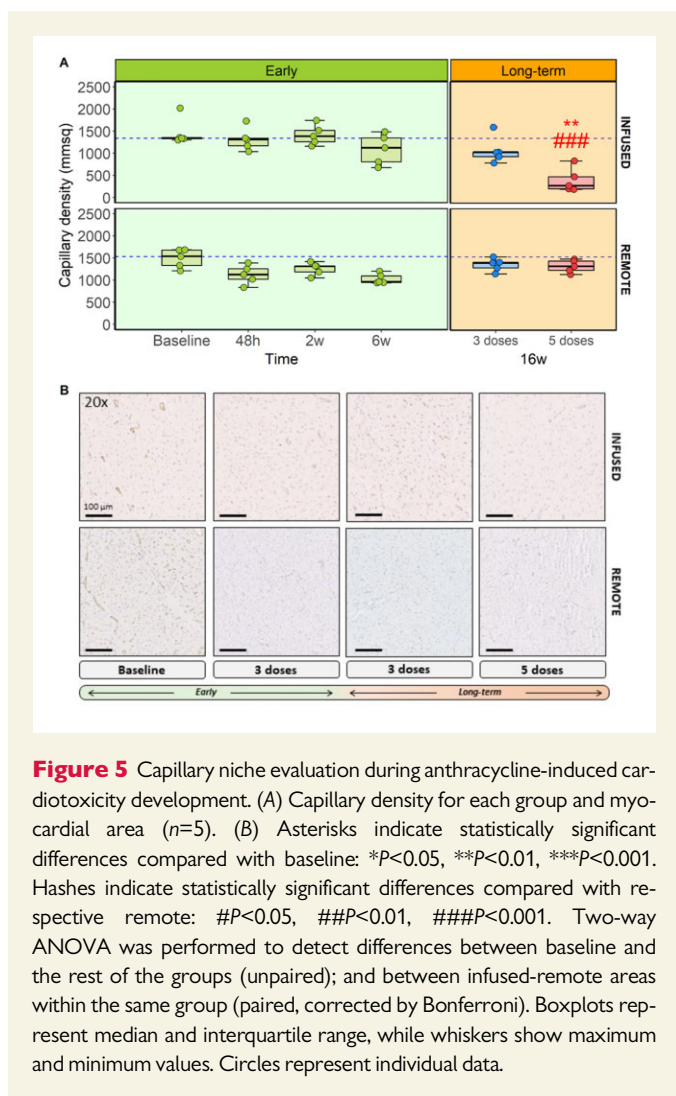 A
Early
Long-term
2500
2000
1500
1000
500
0
INFUSED
**
###
Capillary density (mmsq)
2500
2000
1500
1000
500
0
REMOTE
Baseline 48h 2w 6w 3 doses 5 doses
Time 16w
B
20x
100 µm
INFUSED
REMOTE
Baseline 3 doses 3 doses 5 doses
Early Long-term
Figure 5 Capillary niche evaluation during anthracycline-induced car-
diotoxicity development. (A) Capillary density for each group and myo-
cardial area (n=5). (B) Asterisks indicate statistically significant
differences compared with baseline: *P<0.05, **P<0.01, ***P<0.001.
Hashes indicate statistically significant differences compared with re-
spective remote: #P<0.05, ##P<0.01, ###P<0.001. Two-way
ANOVA was performed to detect differences between baseline and
the rest of the groups (unpaired); and between infused-remote areas
within the same group (paired, corrected by Bonferroni). Boxplots rep-
resent median and interquartile range, while whiskers show maximum
and minimum values. Circles represent individual data.